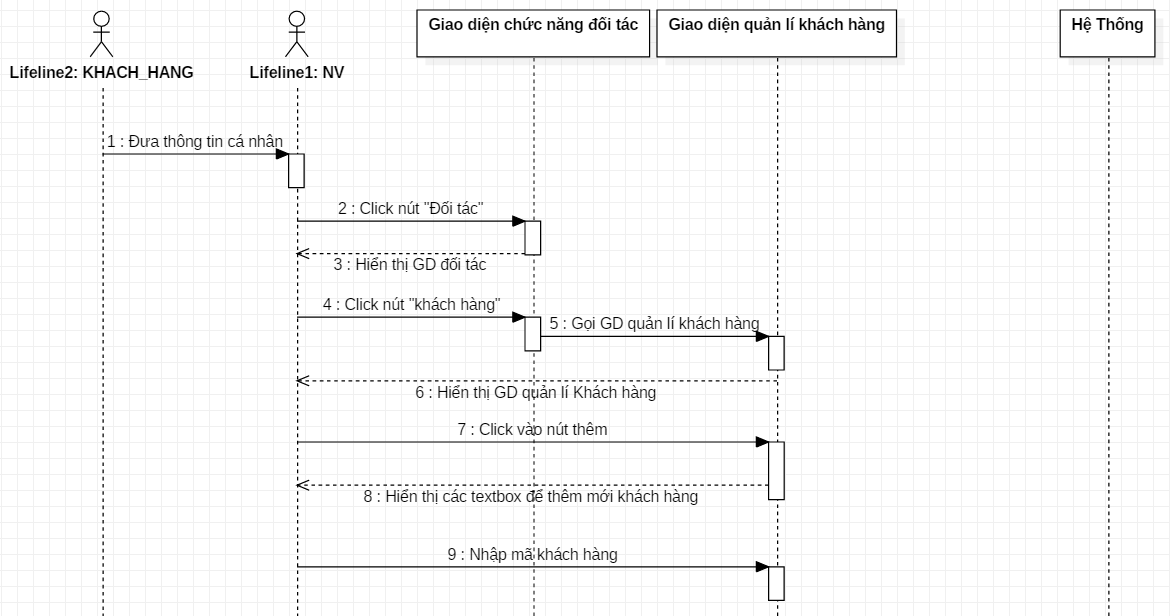 Giao diện chức năng đối tác
Giao diện quản lí khách hàng
Hệ Thống
Lifeline2: KHACH_HANG
Lifeline1: NV
1 : Đưa thông tin cá nhân
2 : Click nút "Đối tác"
3 : Hiển thị GD đối tác
4 : Click nút "khách hàng"
5 : Gọi GD quản lí khách hàng
6 : Hiển thị GD quản lí Khách hàng
7 : Click vào nút thêm
8 : Hiển thị các textbox để thêm mới khách hàng
9 : Nhập mã khách hàng